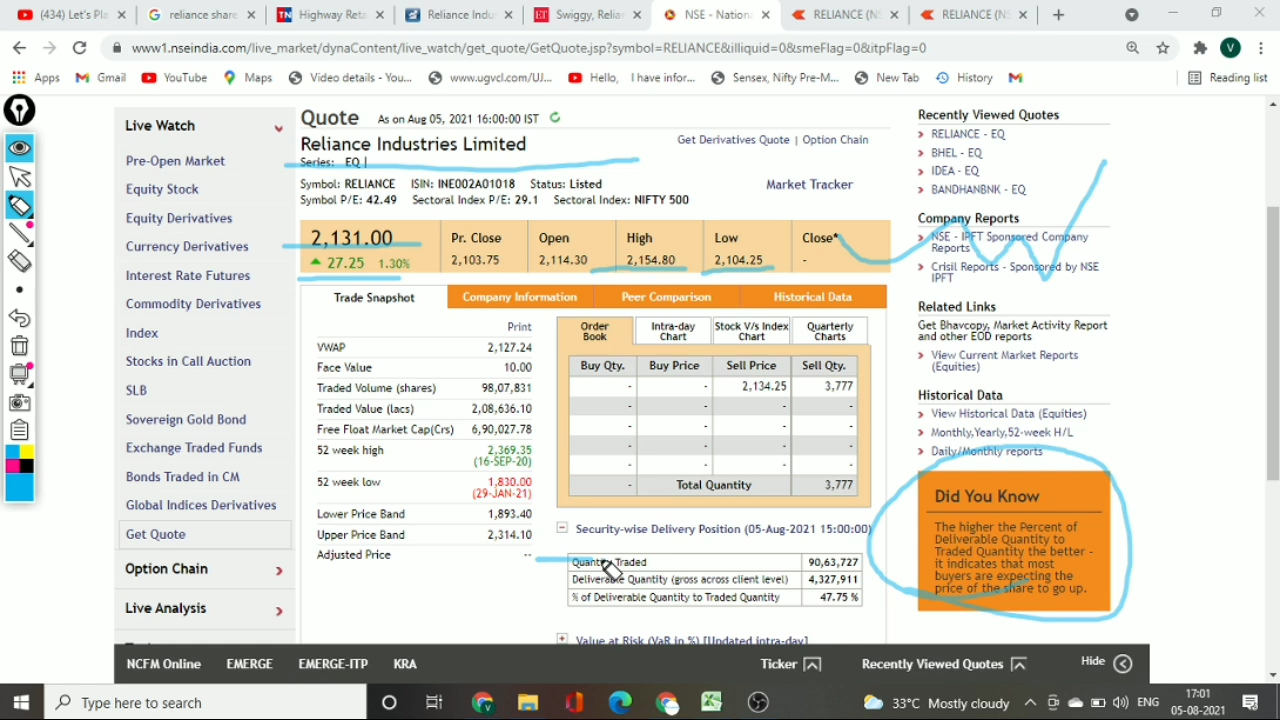 (434) Let's Pla
reliance share
Highway Reta
Reliance Indu
Swiggy, Relian
NSE - Nationa
RELIANCE (NS
RELIANCE (NS
www1.nseindia.com/live_market/dynaContent/live_watch/get_quote/GetQuote.jsp?symbol=RELIANCE&illiquid=0&smeFlag=0&itpFlag=0
V
Apps
Gmail
YouTube
Maps
Video details - You...
www.ugvcl.com/UJ...
Hello, I have infor...
Sensex, Nifty Pre-M...
New Tab
History
Reading list
Live Watch
Pre-Open Market
Equity Stock
Equity Derivatives
Currency Derivatives
Interest Rate Futures
Commodity Derivatives
Index
Stocks in Call Auction
SLB
Sovereign Gold Bond
Exchange Traded Funds
Bonds Traded in CM
Global Indices Derivatives
Get Quote
Option Chain
Live Analysis
Quote As on Aug 05, 2021 16:00:00 IST
Get Derivatives Quote | Option Chain
Reliance Industries Limited
Series: EQ |
Symbol: RELIANCE ISIN: INE002A01018 Status: Listed
Market Tracker
Symbol P/E: 42.49 Sectoral Index P/E: 29.1 Sectoral Index: NIFTY 500
2,131.00 Pr. Close Open High Low Close*
27.25 1.30% 2,103.75 2,114.30 2,154.80 2,104.25 -
Trade Snapshot Company Information Peer Comparison Historical Data
Print
VWAP 2,127.24
Face Value 10.00
Traded Volume (shares) 98,07,831
Traded Value (lacs) 2,08,636.10
Free Float Market Cap(Crs) 6,90,027.78
52 week high 2,369.35
(16-SEP-20)
52 week low 1,830.00
(29-JAN-21)
Lower Price Band 1,893.40
Upper Price Band 2,314.10
Adjusted Price --
Order Book
Intra-day Chart
Stock V/s Index Chart
Quarterly Charts
Buy Qty. Buy Price Sell Price Sell Qty.
- - 2,134.25 3,777
- - - -
- - - -
- - - -
- - - -
- Total Quantity 3,777
Security-wise Delivery Position (05-Aug-2021 15:00:00)
Quantity Traded 90,63,727
Deliverable Quantity (gross across client level) 4,327,911
% of Deliverable Quantity to Traded Quantity 47.75 %
Value at Risk (VaR in %) [Updated intra-day]
Recently Viewed Quotes
RELIANCE - EQ
BHEL - EQ
IDEA - EQ
BANDHANBNK - EQ
Company Reports
NSE - IPFT Sponsored Company
Reports
Crisil Reports - Sponsored by NSE
IPFT
Related Links
Get Bhavcopy, Market Activity Report
and other EOD reports
View Current Market Reports
(Equities)
Historical Data
View Historical Data (Equities)
Monthly,Yearly,52-week H/L
Daily/Monthly reports
Did You Know
The higher the Percent of
Deliverable Quantity to
Traded Quantity the better -
it indicates that most
buyers are expecting the
price of the share to go up.
NCFM Online EMERGE EMERGE-ITP KRA
Ticker
Recently Viewed Quotes
Hide
Type here to search
33°C Mostly cloudy
ENG
17:01
05-08-2021